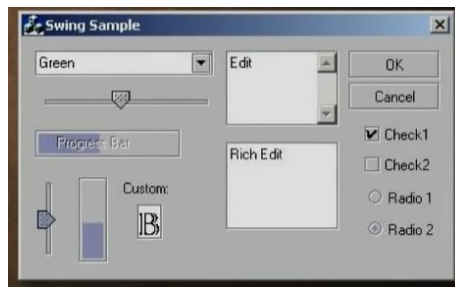 Swing Sample
Green
Edit
OK
Cancel
Progress Bar
Check1
Rich Edit
Check2
Custom:
Radio 1
B
Radio 2